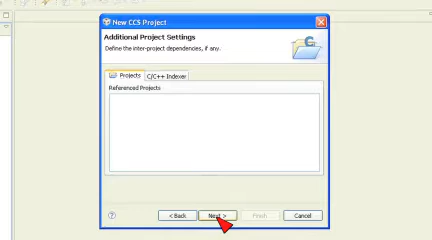 New CCS Project
Additional Project Settings
Define the inter-project dependencies, if any.
Projects
C/C++ Indexer
Referenced Projects
?
< Back
Next >
Finish
Cancel